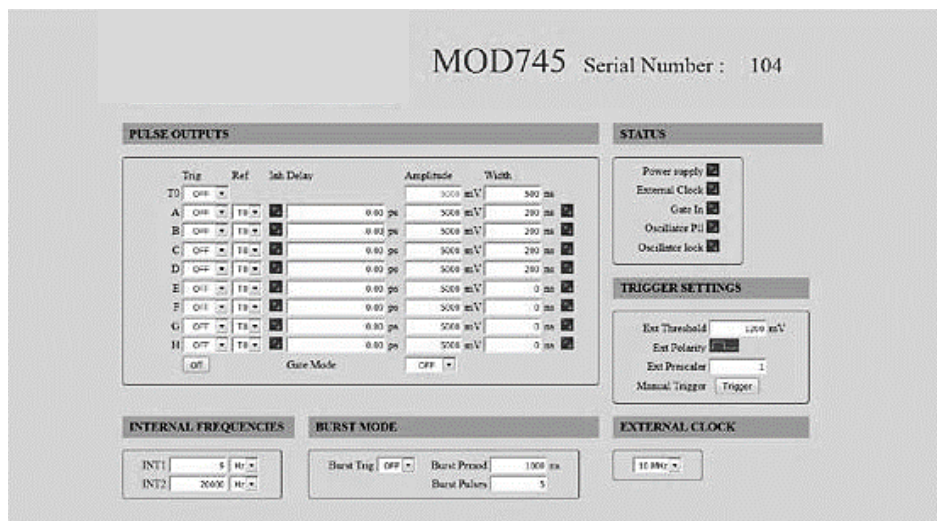 MOD745 Serial Number : 104
PULSE OUTPUTS
STATUS
Trig Ref Inh Delay Amplitude Width
T0 OFF 5000 mV 500 ns
A OFF T0 0.00 ps 5000 mV 200 ns
B OFF T0 0.00 ps 5000 mV 200 ns
C OFF T0 0.00 ps 5000 mV 200 ns
D OFF T0 0.00 ps 5000 mV 200 ns
E OFF T0 0.00 ps 5000 mV 0 ns
F OFF T0 0.00 ps 5000 mV 0 ns
G OFF T0 0.00 ps 5000 mV 0 ns
H OFF T0 0.00 ps 5000 mV 0 ns
Off Gate Mode OFF
Power supply
External Clock
Gate In
Oscillator Pll
Oscillator lock
TRIGGER SETTINGS
Ext Threshold 1200 mV
Ext Polarity
Ext Prescaler 1
Manual Trigger Trigger
INTERNAL FREQUENCIES
INT1 5 Hz
INT2 20000 Hz
BURST MODE
Burst Trig OFF Burst Period 1000 ns
Burst Pulses 5
EXTERNAL CLOCK
10 MHz